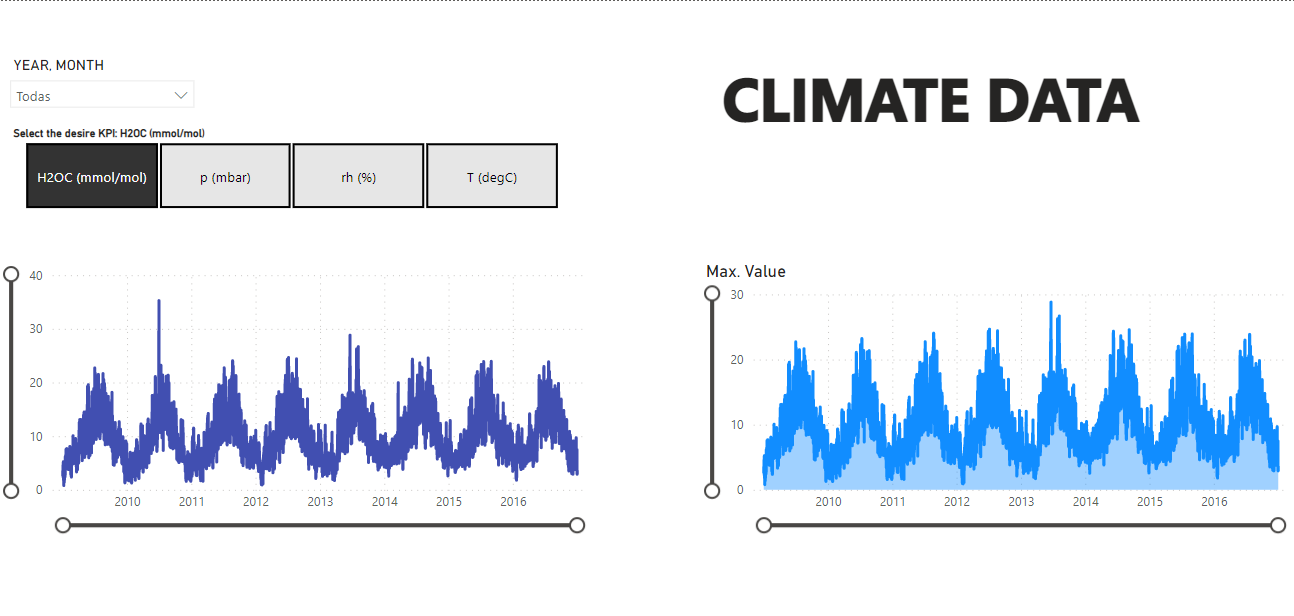 YEAR, MONTH
Todas
CLIMATE DATA
Select the desire KPI: H2OC (mmol/mol)
H2OC (mmol/mol) p (mbar) rh (%) T (degC)
40
30
20
10
0
2010 2011 2012 2013 2014 2015 2016
Max. Value
30
20
10
0
2010 2011 2012 2013 2014 2015 2016